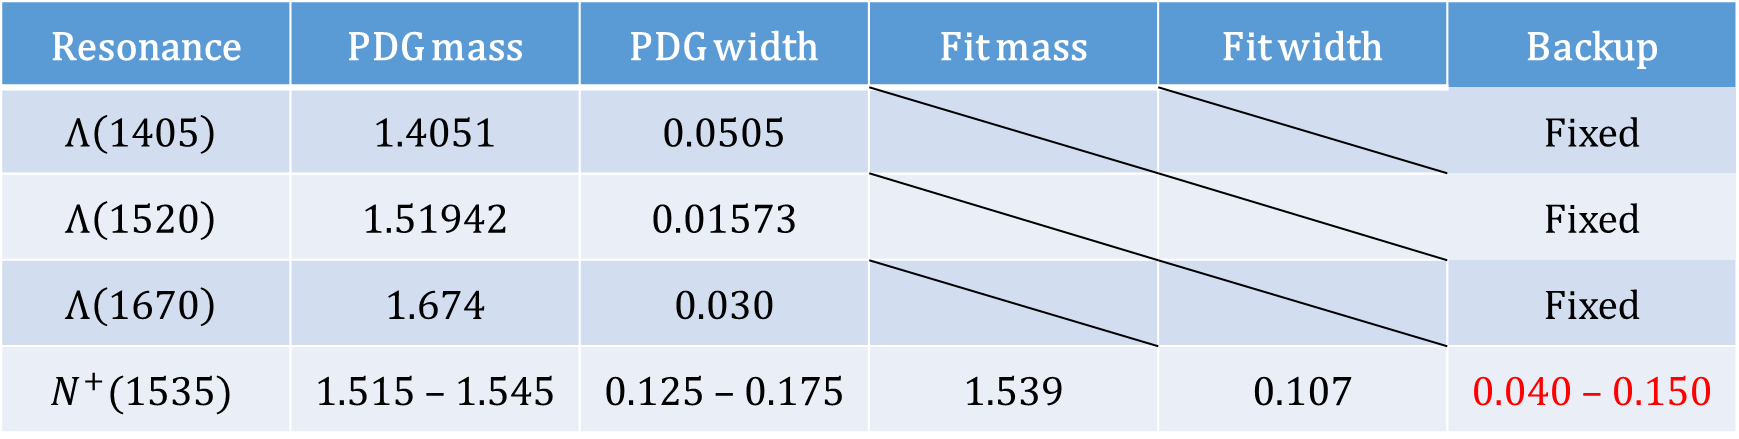 Resonance PDG mass PDG width Fit mass Fit width Backup
Λ(1405) 1.4051 0.0505 Fixed
Λ(1520) 1.51942 0.01573 Fixed
Λ(1670) 1.674 0.030 Fixed
N⁺(1535) 1.515 – 1.545 0.125 – 0.175 1.539 0.107 0.040 – 0.150